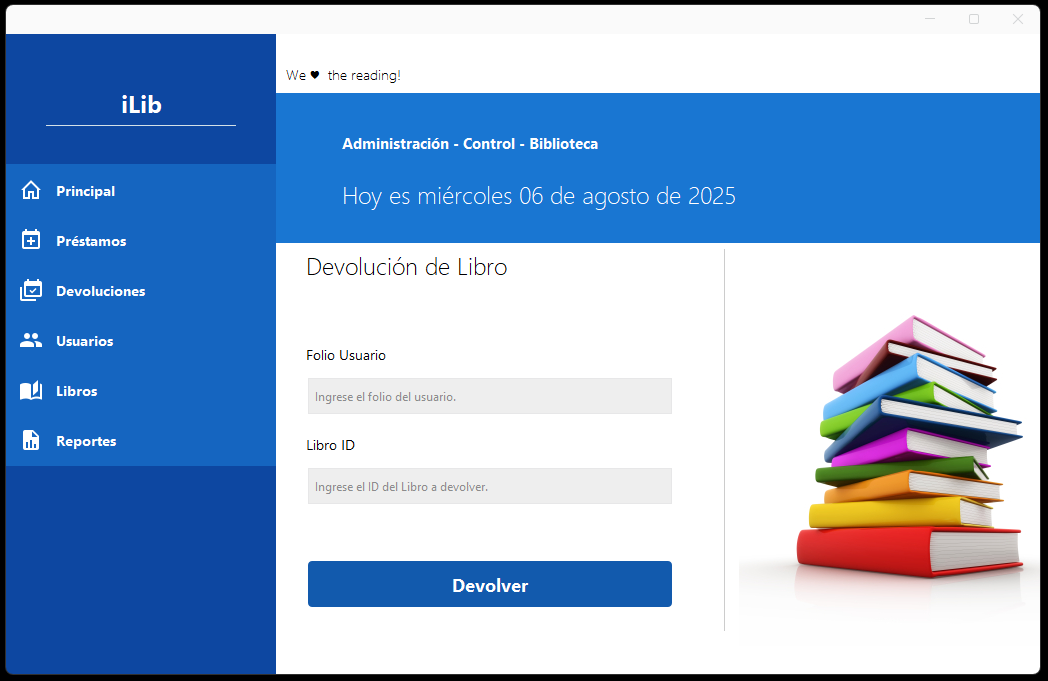 iLib
Principal
Préstamos
Devoluciones
Usuarios
Libros
Reportes
We ♥ the reading!
Administración - Control - Biblioteca
Hoy es miércoles 06 de agosto de 2025
Devolución de Libro
Folio Usuario
Ingrese el folio del usuario.
Libro ID
Ingrese el ID del Libro a devolver.
Devolver